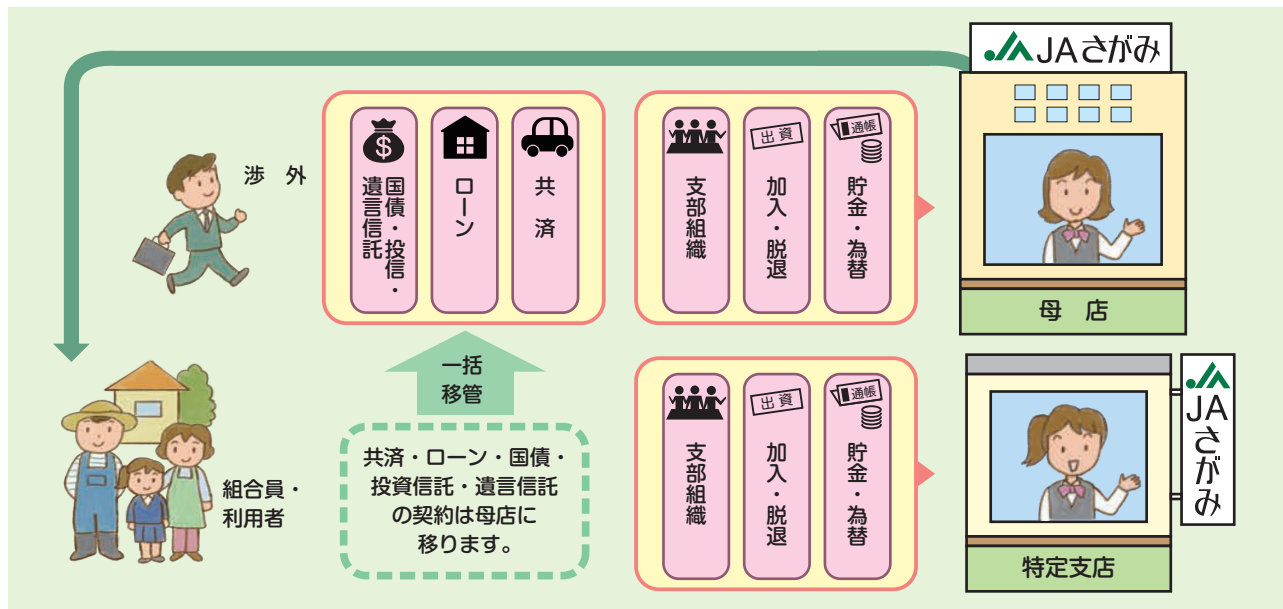 JAさがみ
渉 外
国債・投信・
遺言信託
ローン
共 済
支部組織
出資
加入・脱退
通帳
貯金・為替
母 店
一括
移管
共済・ローン・国債・
投資信託・遺言信託
の契約は母店に
移ります。
組合員・
利用者
支部組織
出資
加入・脱退
通帳
貯金・為替
JAさがみ
特定支店